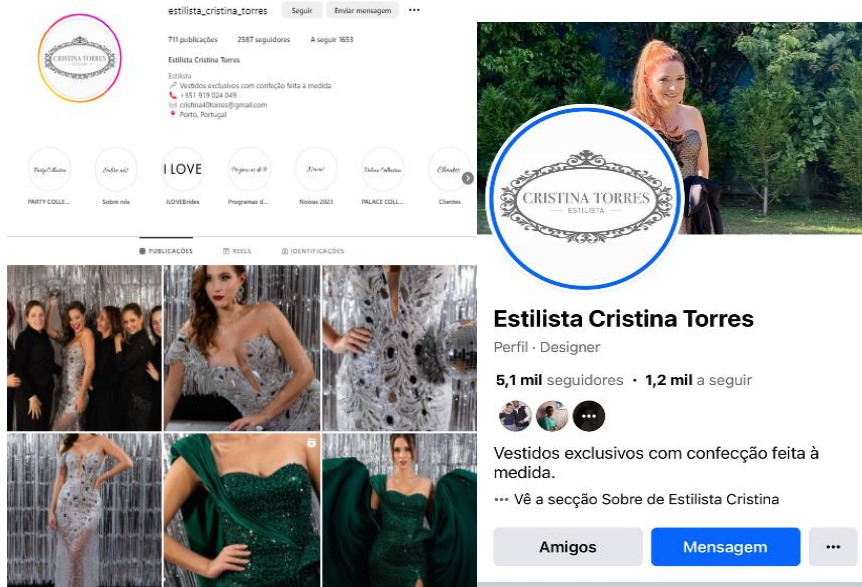 estilista_cristina_torres Seguir Enviar mensagem ...
711 publicações 2587 seguidores A seguir 1653
Estilista Cristina Torres
Estilista
Vestidos exclusivos com confeção feita à medida
+351 919 024 049
cristina40torres@gmail.com
Porto, Portugal
CRISTINA TORRES
I LOVE
PARTY COLLE... Sobre nós ILOVEBrides Programas d... Noivas 2023 PALACE COLL... Clientes
PUBLICAÇÕES REELS IDENTIFICAÇÕES
CRISTINA TORRES
ESTILISTA
Estilista Cristina Torres
Perfil · Designer
5,1 mil seguidores · 1,2 mil a seguir
Vestidos exclusivos com confecção feita à
medida.
... Vê a secção Sobre de Estilista Cristina
Amigos Mensagem ...